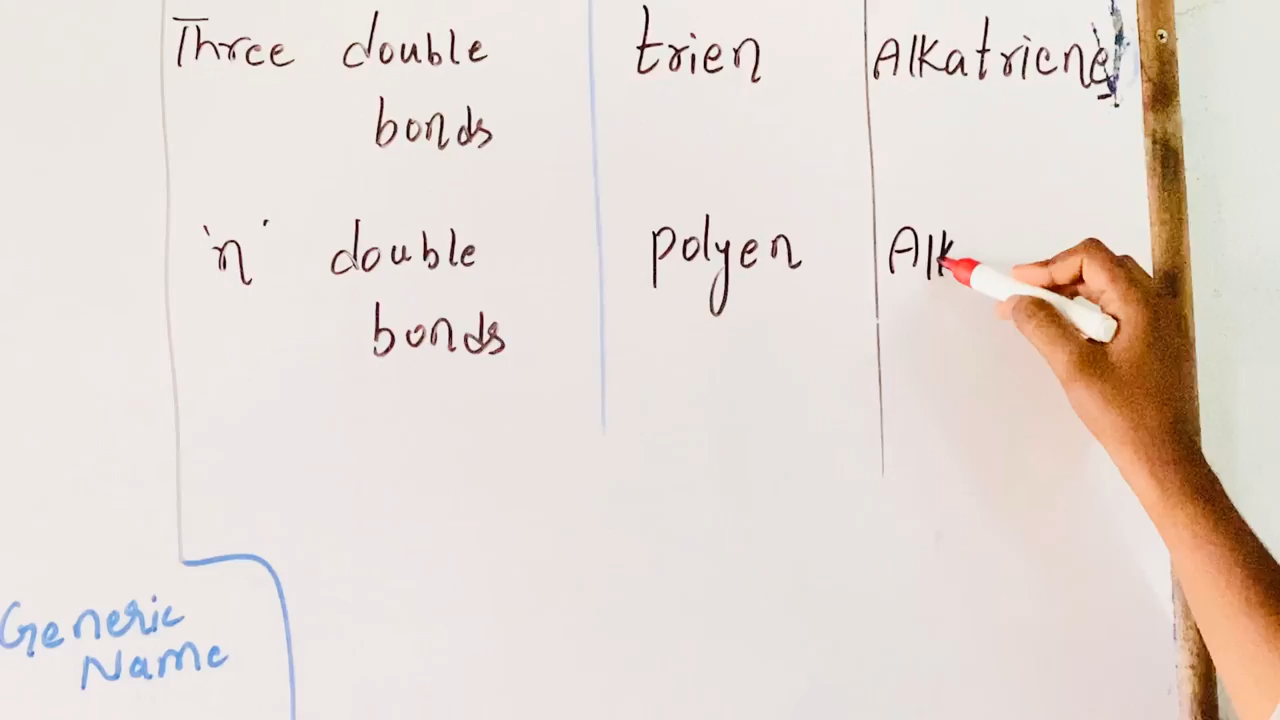 Three double trien Alkatriene
bonds
'n' double polyen Alk
bonds
Generic
Name